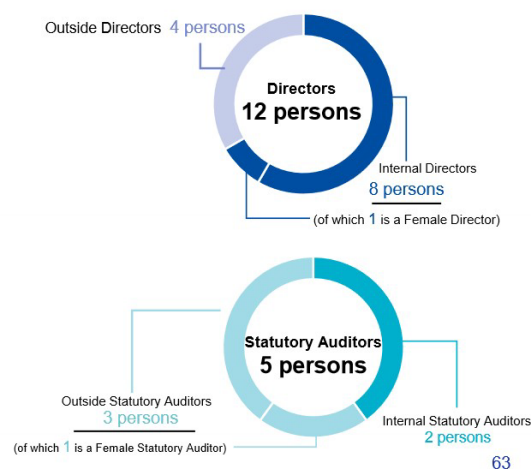 Outside Directors 4 persons
Directors
12 persons
Internal Directors
8 persons
(of which 1 is a Female Director)
Statutory Auditors
5 persons
Outside Statutory Auditors
3 persons
(of which 1 is a Female Statutory Auditor)
Internal Statutory Auditors
2 persons
63